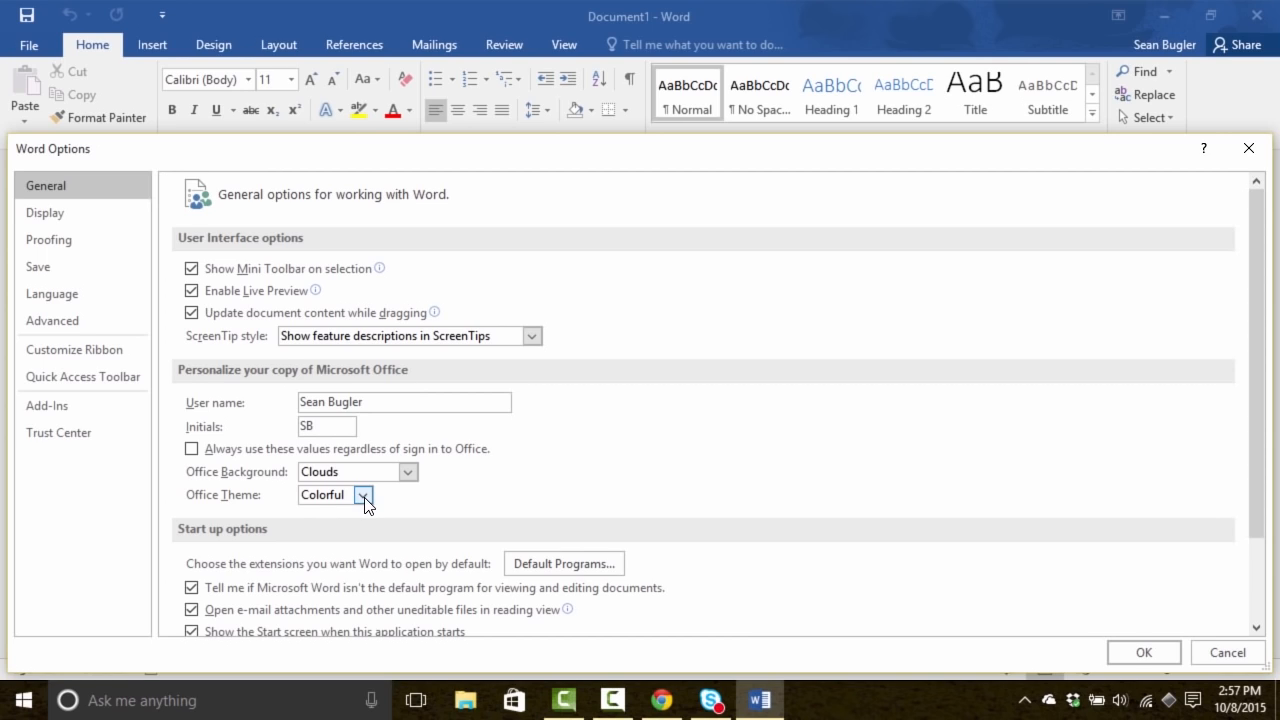 Document1 - Word
File Home Insert Design Layout References Mailings Review View Tell me what you want to do... Sean Bugler Share
Paste
Cut
Copy
Format Painter
Calibri (Body) 11
Aa
B I U abc x₂ x² A aby A
AaBbCcDc AaBbCcDc AaBbCc AaBbCcD AaB AaBbCcD
¶ Normal ¶ No Spac... Heading 1 Heading 2 Title Subtitle
Find
Replace
Select
Word Options ?
General
Display
Proofing
Save
Language
Advanced
Customize Ribbon
Quick Access Toolbar
Add-Ins
Trust Center
General options for working with Word.
User Interface options
Show Mini Toolbar on selection
Enable Live Preview
Update document content while dragging
ScreenTip style: Show feature descriptions in ScreenTips
Personalize your copy of Microsoft Office
User name: Sean Bugler
Initials: SB
Always use these values regardless of sign in to Office.
Office Background: Clouds
Office Theme: Colorful
Start up options
Choose the extensions you want Word to open by default: Default Programs...
Tell me if Microsoft Word isn't the default program for viewing and editing documents.
Open e-mail attachments and other uneditable files in reading view
Show the Start screen when this application starts
OK Cancel
Ask me anything
2:57 PM
10/8/2015